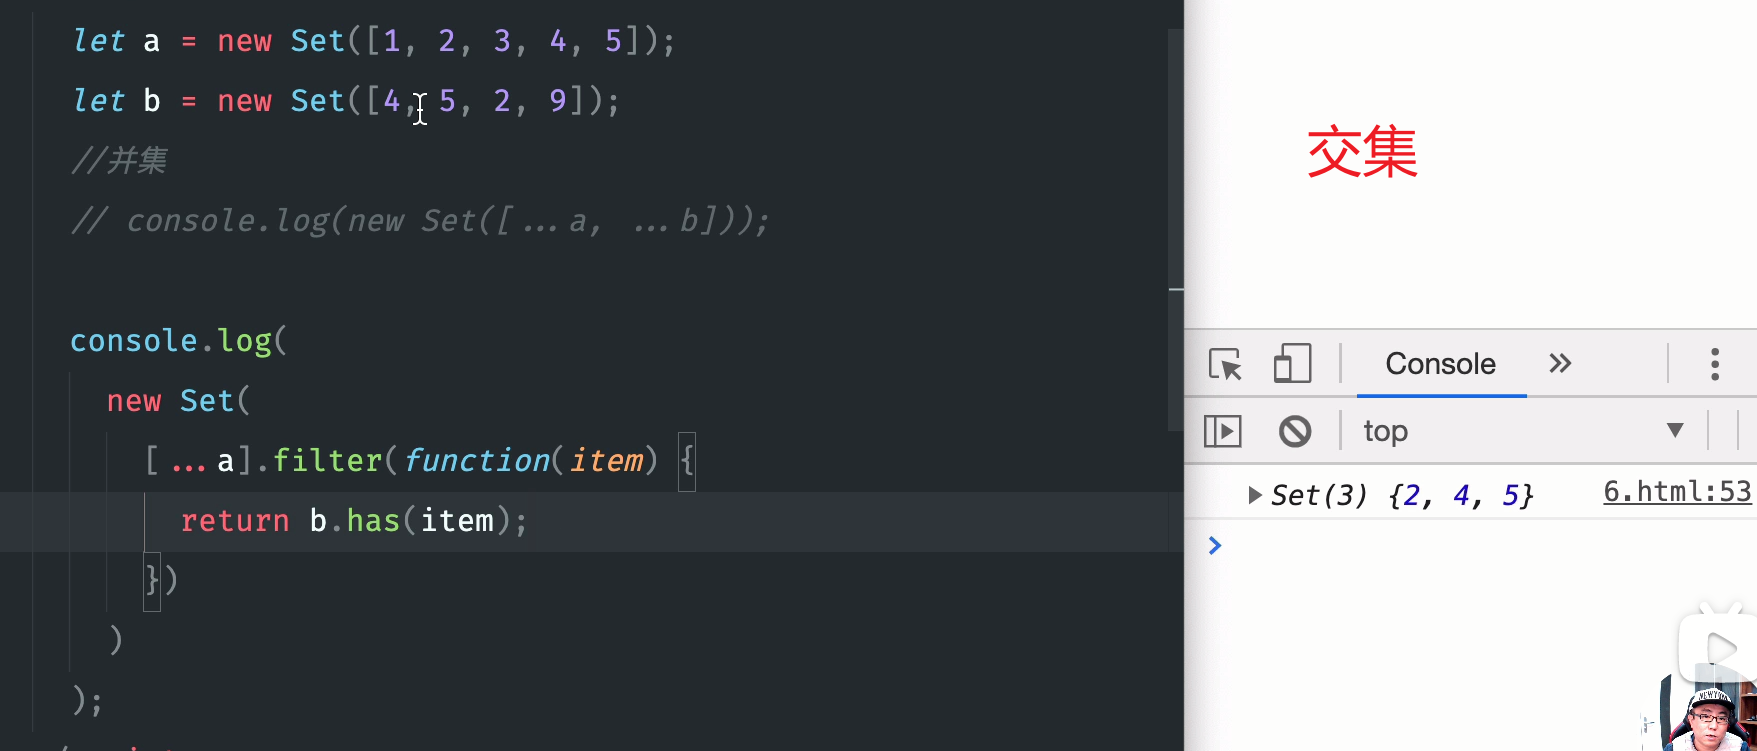 let a = new Set([1, 2, 3, 4, 5]);
let b = new Set([4, 5, 2, 9]);
//并集
// console.log(new Set([...a, ...b]));
console.log(
new Set(
[...a].filter(function(item) {
return b.has(item);
})
)
);
交集
Console
top
Set(3) {2, 4, 5}
6.html:53